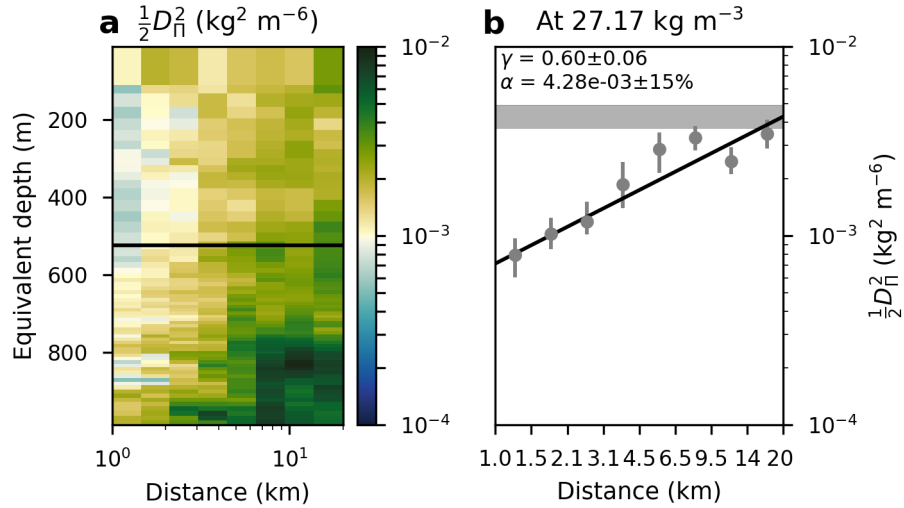 a ½D²_Π (kg² m⁻⁶)
Equivalent depth (m)
200
400
600
800
10⁰ 10¹
Distance (km)
10⁻²
10⁻³
10⁻⁴
b At 27.17 kg m⁻³
γ = 0.60±0.06
α = 4.28e-03±15%
1.0 1.5 2.1 3.1 4.5 6.5 9.5 14 20
Distance (km)
10⁻²
10⁻³
10⁻⁴
½D²_Π (kg² m⁻⁶)